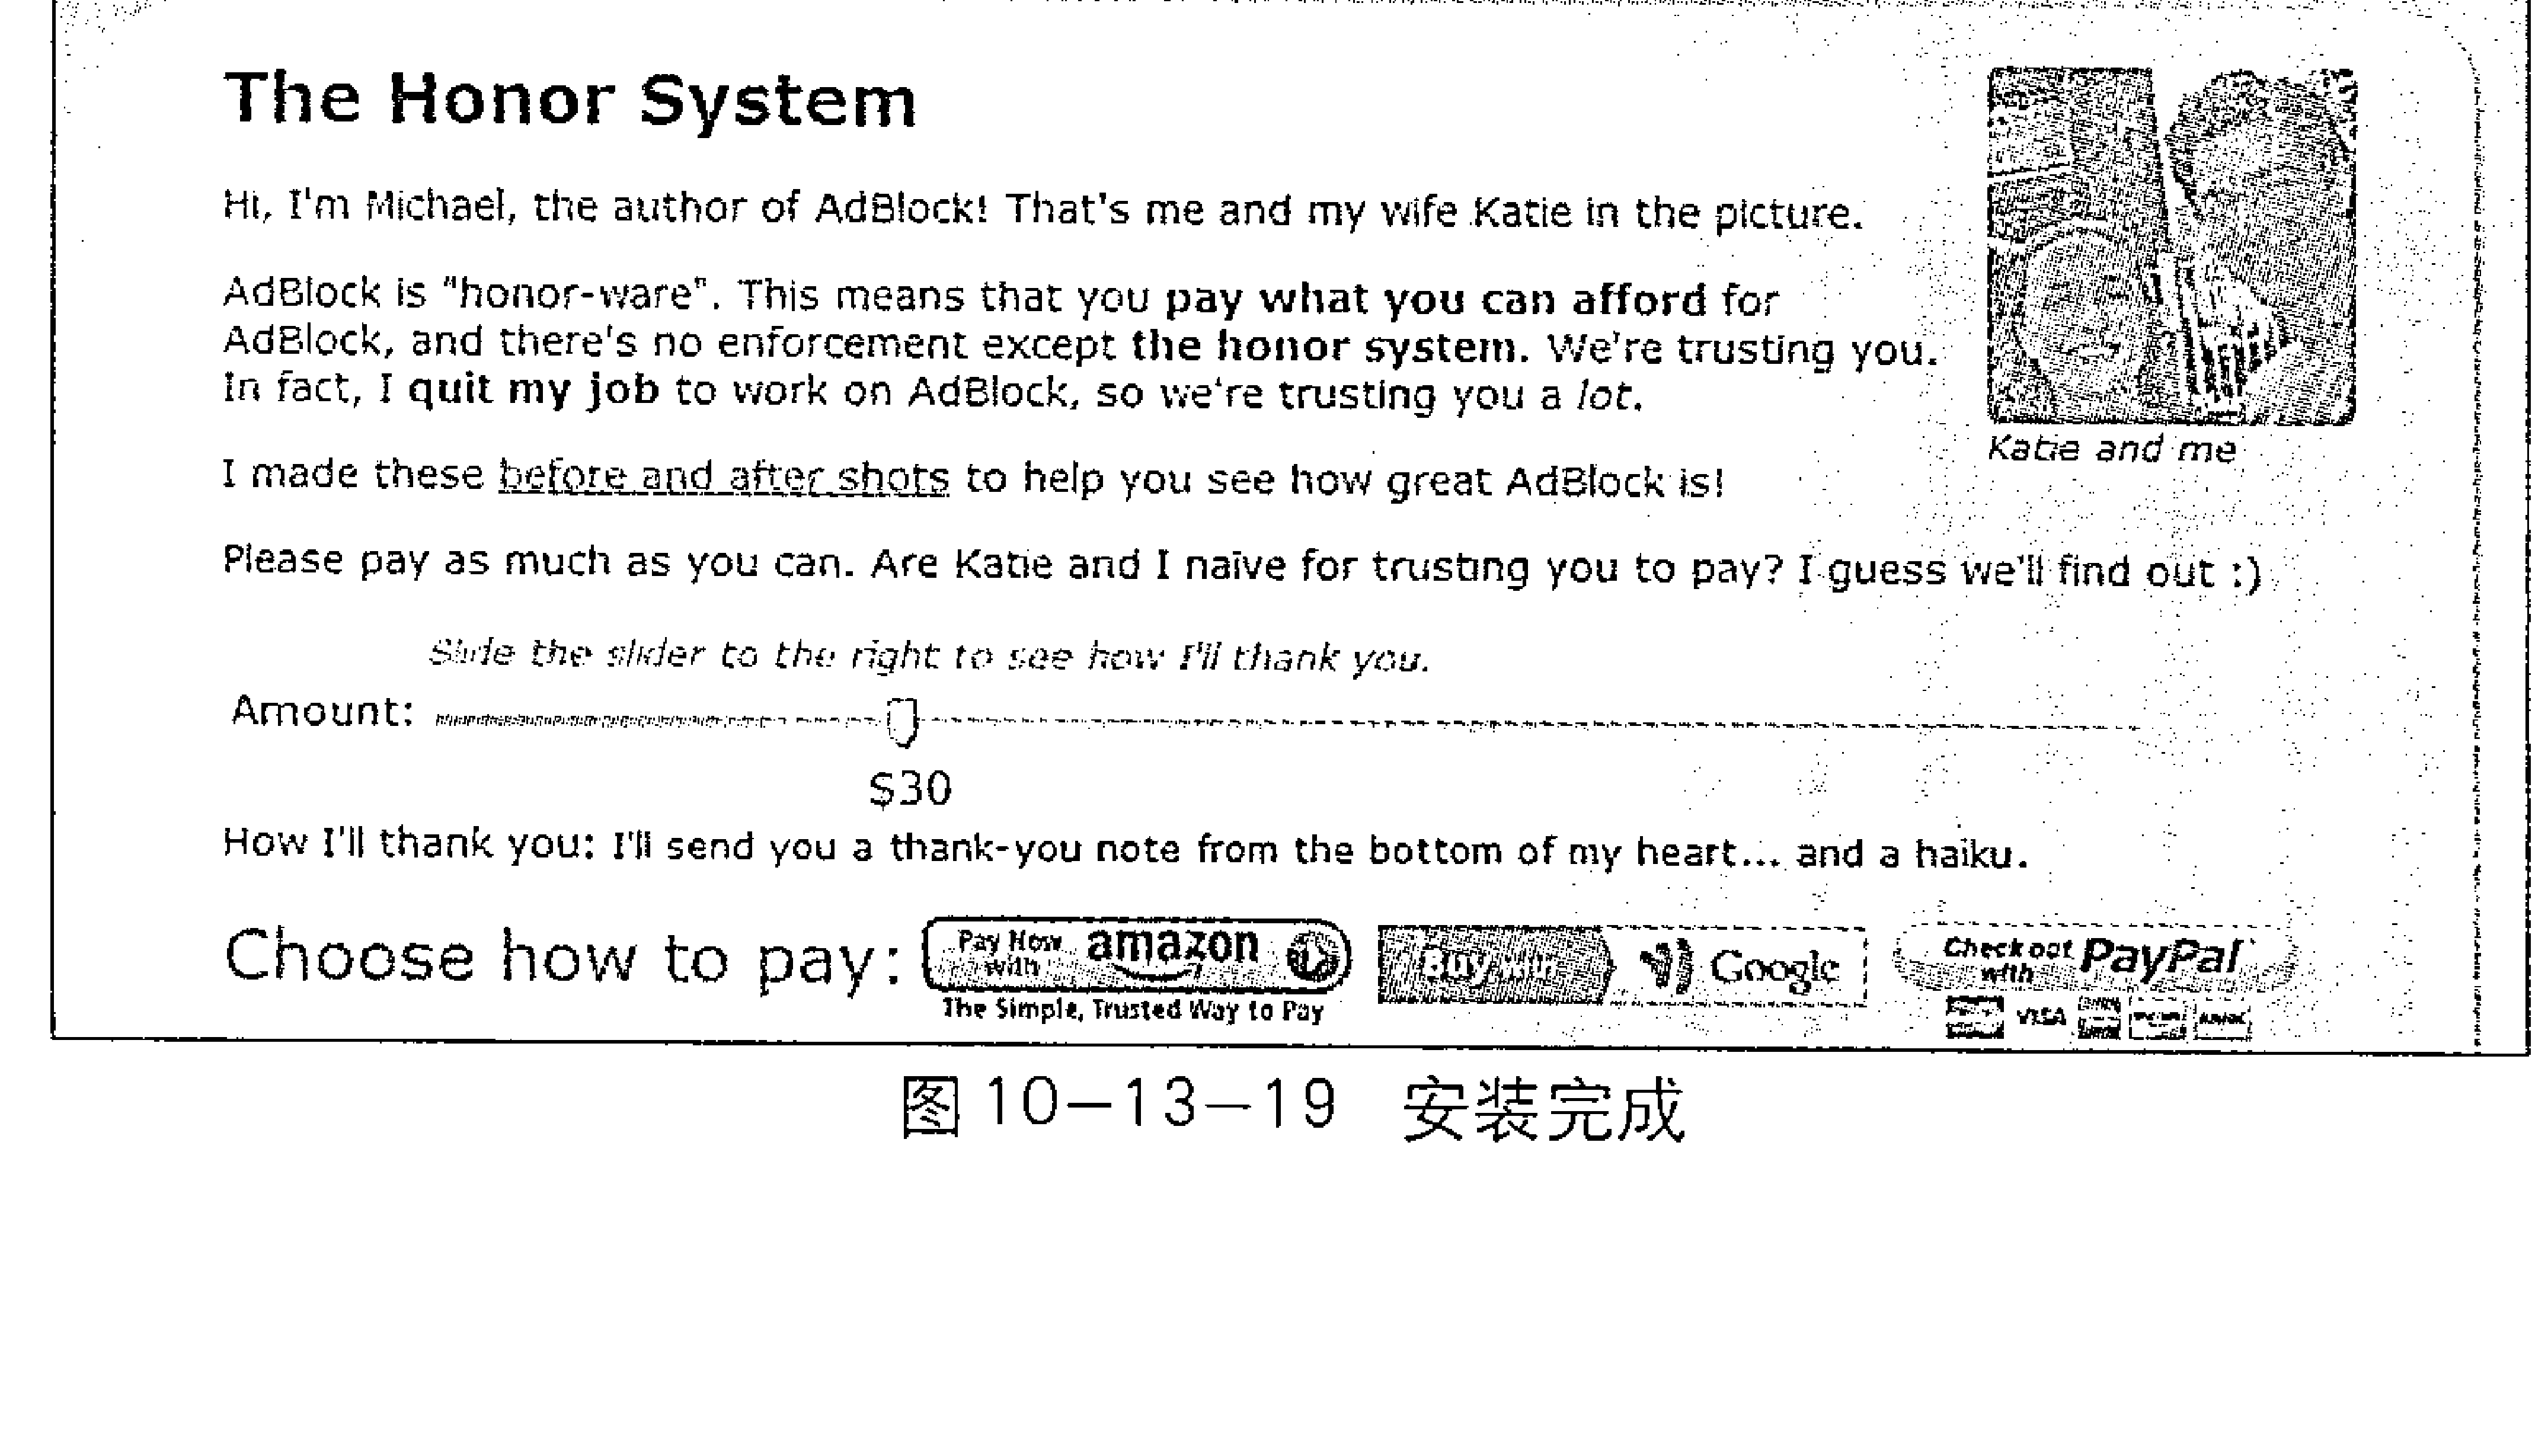 The Honor System
Hi, I'm Michael, the author of AdBlock! That's me and my wife Katie in the picture.
AdBlock is "honor-ware". This means that you pay what you can afford for
AdBlock, and there's no enforcement except the honor system. We're trusting you.
In fact, I quit my job to work on AdBlock, so we're trusting you a lot.
Katie and me
I made these before and after shots to help you see how great AdBlock is!
Please pay as much as you can. Are Katie and I naïve for trusting you to pay? I guess we'll find out :)
Slide the slider to the right to see how I'll thank you.
Amount:
$30
How I'll thank you: I'll send you a thank-you note from the bottom of my heart... and a haiku.
Choose how to pay:
Pay Now with amazon
The Simple, Trusted Way to Pay
Buy with Google
Check out with PayPal
VISA
图10-13-19 安装完成